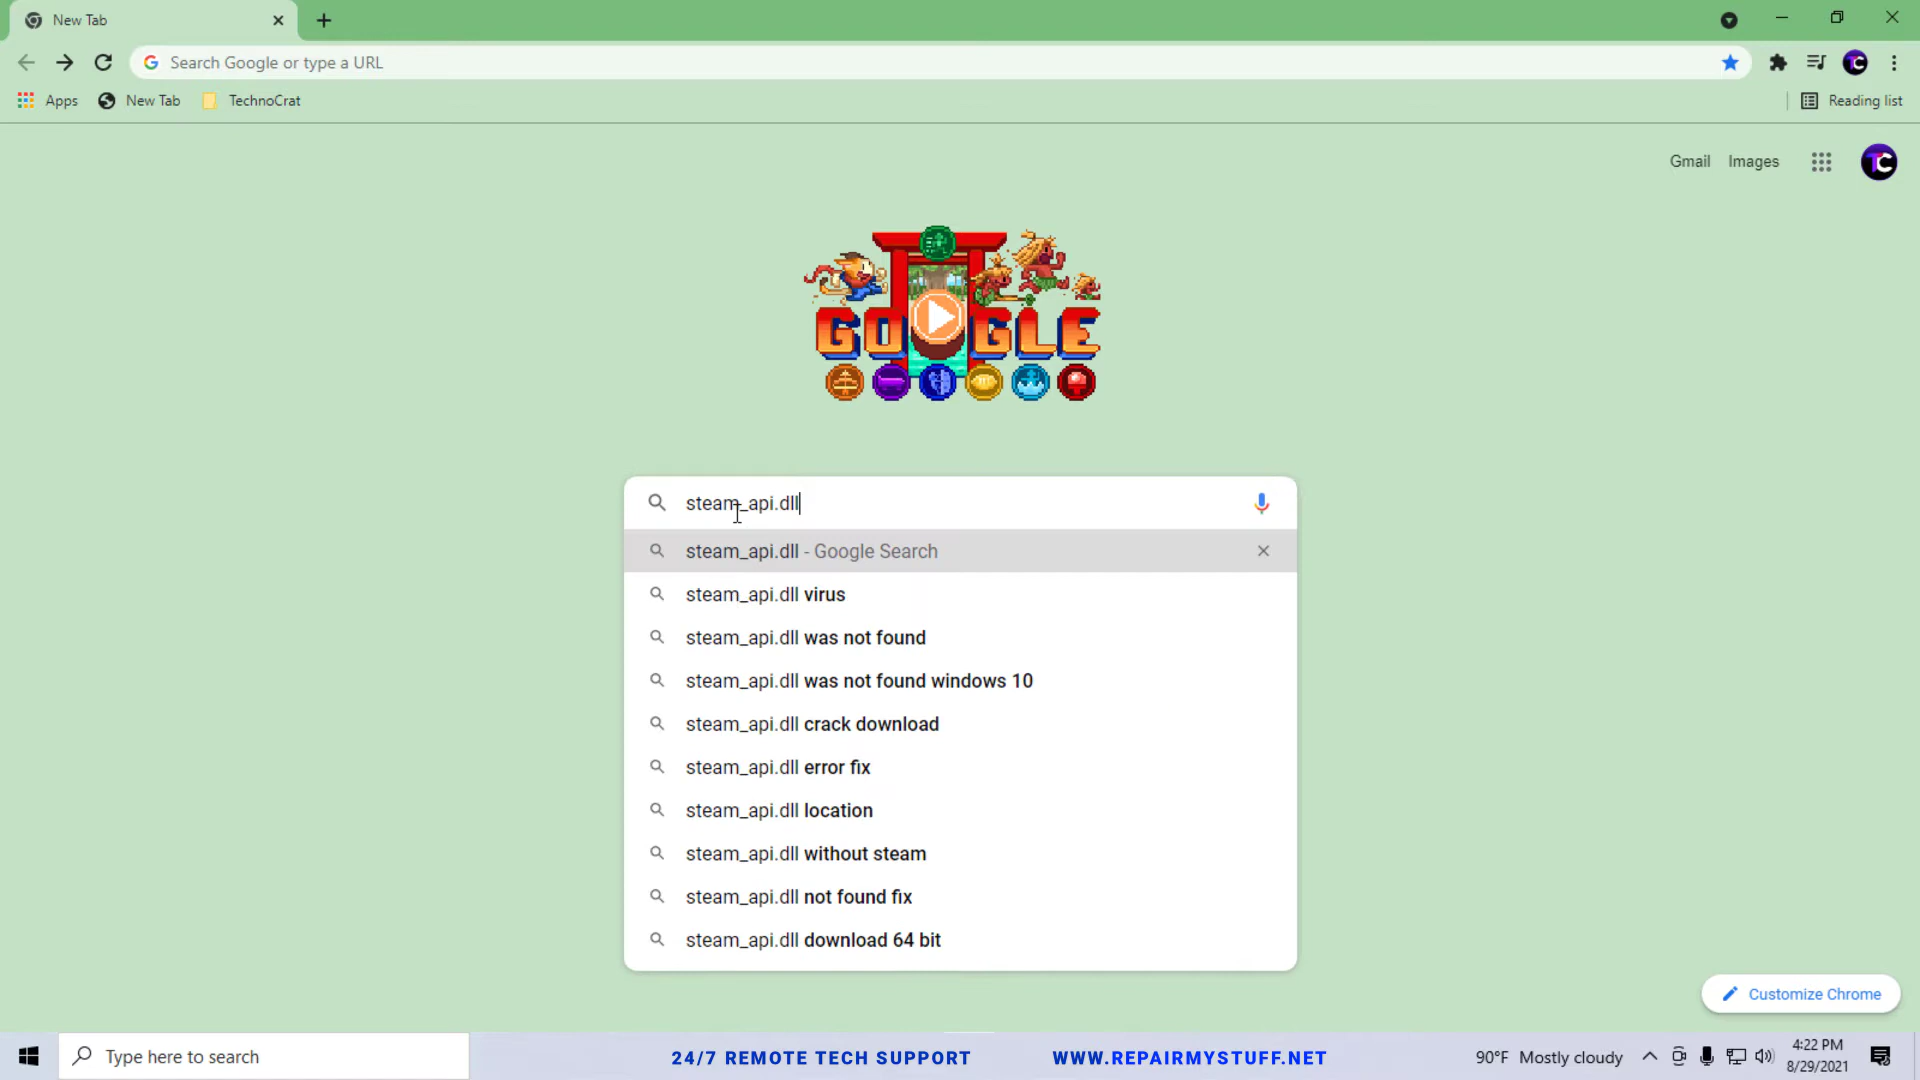 New Tab
Search Google or type a URL
Apps New Tab TechnoCrat Reading list
Gmail Images TC
GOOGLE
steam_api.dll
steam_api.dll - Google Search
steam_api.dll virus
steam_api.dll was not found
steam_api.dll was not found windows 10
steam_api.dll crack download
steam_api.dll error fix
steam_api.dll location
steam_api.dll without steam
steam_api.dll not found fix
steam_api.dll download 64 bit
Customize Chrome
Type here to search
24/7 REMOTE TECH SUPPORT WWW.REPAIRMYSTUFF.NET
90°F Mostly cloudy
4:22 PM
8/29/2021